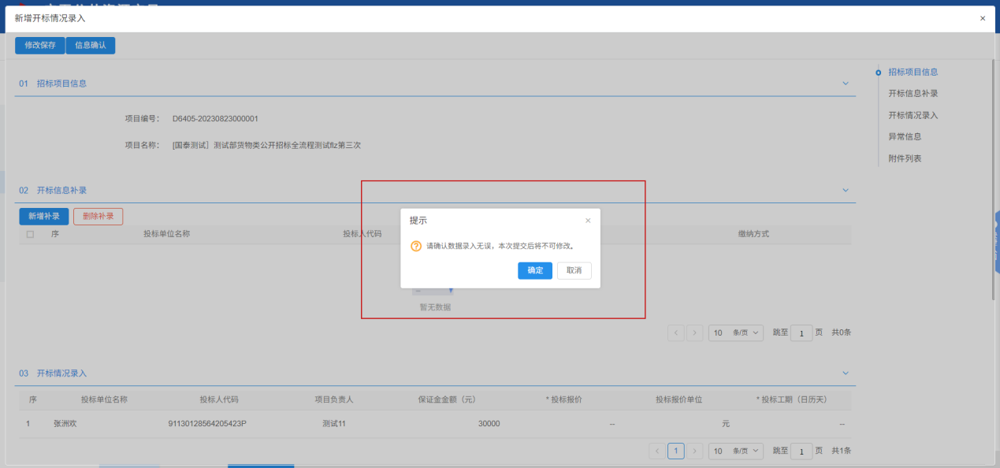 新增开标情况录入 ×
修改保存 信息确认
01 招标项目信息
项目编号： D6405-20230823000001
项目名称： [国泰测试］测试部货物类公开招标全流程测试flz第三次
招标项目信息
开标信息补录
开标情况录入
异常信息
附件列表
02 开标信息补录
新增补录 删除补录
序 投标单位名称 投标人代码 缴纳方式
提示 ×
请确认数据录入无误，本次提交后将不可修改。
确定 取消
暂无数据
< > 10 条/页 跳至 1 页 共0条
03 开标情况录入
序 投标单位名称 投标人代码 项目负责人 保证金金额（元） * 投标报价 投标报价单位 * 投标工期（日历天）
1 张洲欢 91130128564205423P 测试11 30000 -- 元 --
< 1 > 10 条/页 跳至 1 页 共1条